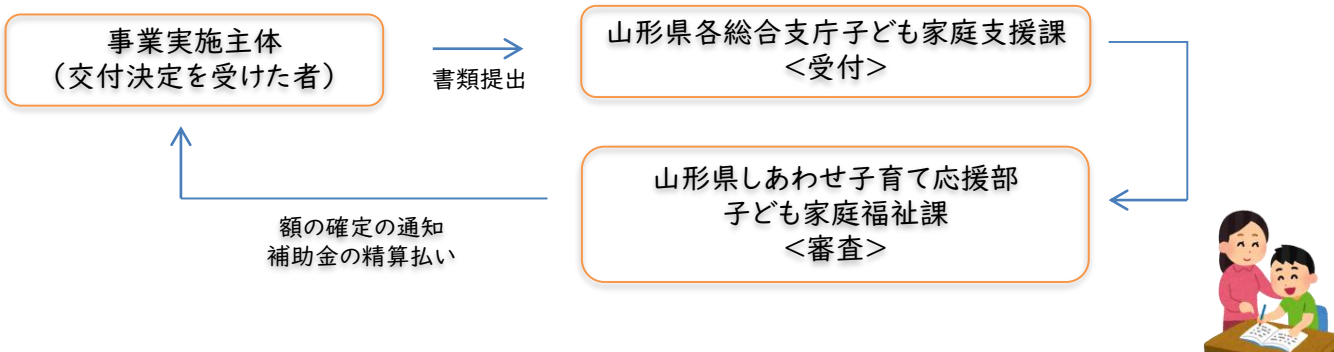 事業実施主体
（交付決定を受けた者）
書類提出
山形県各総合支庁子ども家庭支援課
＜受付＞
山形県しあわせ子育て応援部
子ども家庭福祉課
＜審査＞
額の確定の通知
補助金の精算払い